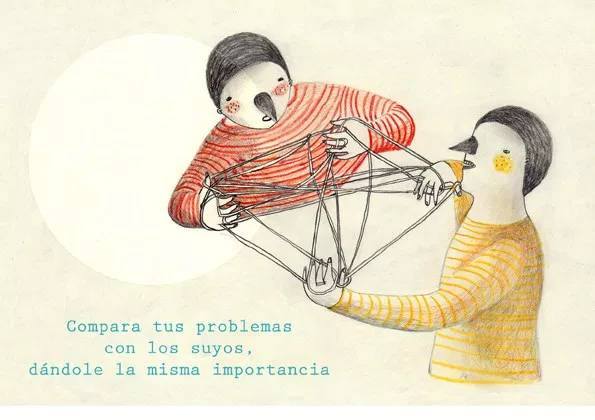 Compara tus problemas
con los suyos,
dándole la misma importancia